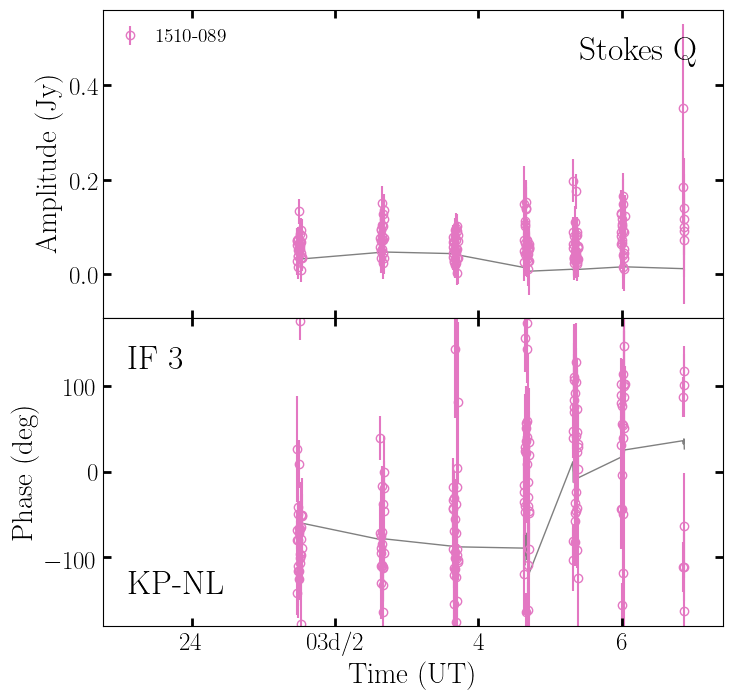 1510-089
Stokes Q
Amplitude (Jy)
0.4
0.2
0.0
IF 3
Phase (deg)
100
0
−100
KP-NL
24
03d/2
4
6
Time (UT)